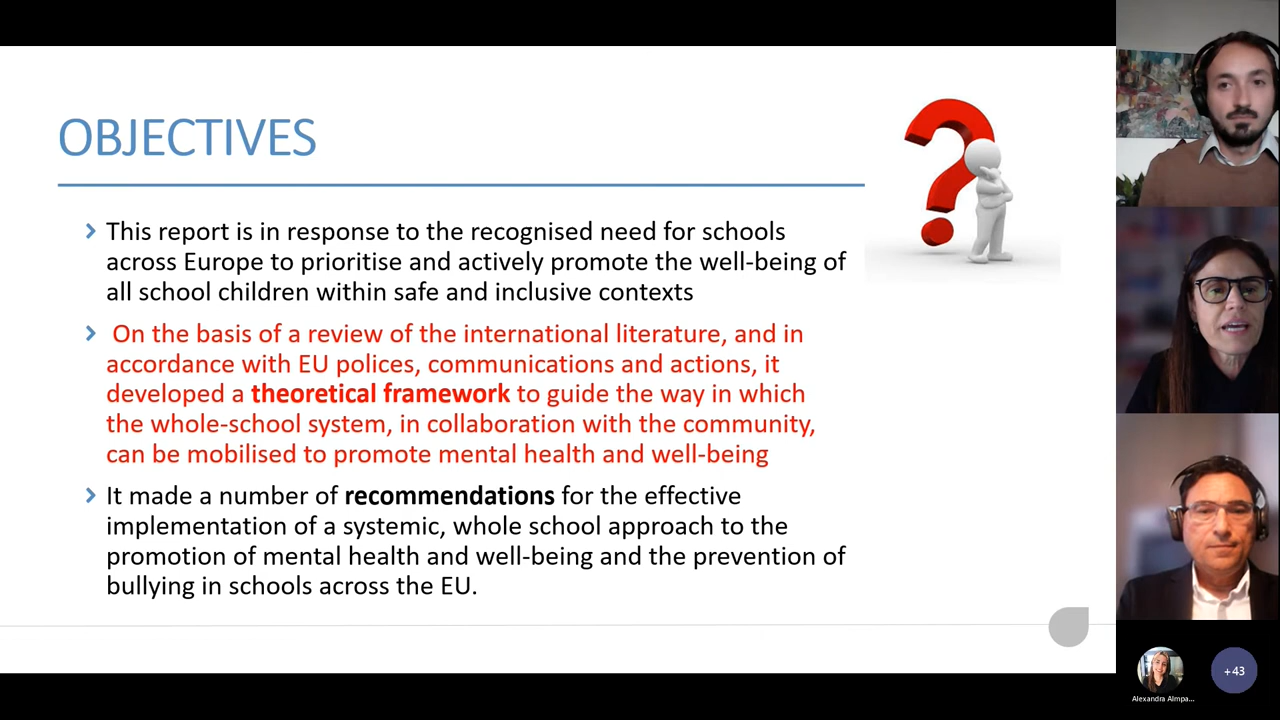 OBJECTIVES
This report is in response to the recognised need for schools
across Europe to prioritise and actively promote the well-being of
all school children within safe and inclusive contexts
On the basis of a review of the international literature, and in
accordance with EU polices, communications and actions, it
developed a theoretical framework to guide the way in which
the whole-school system, in collaboration with the community,
can be mobilised to promote mental health and well-being
It made a number of recommendations for the effective
implementation of a systemic, whole school approach to the
promotion of mental health and well-being and the prevention of
bullying in schools across the EU.
Alexandra Almpa...
+43